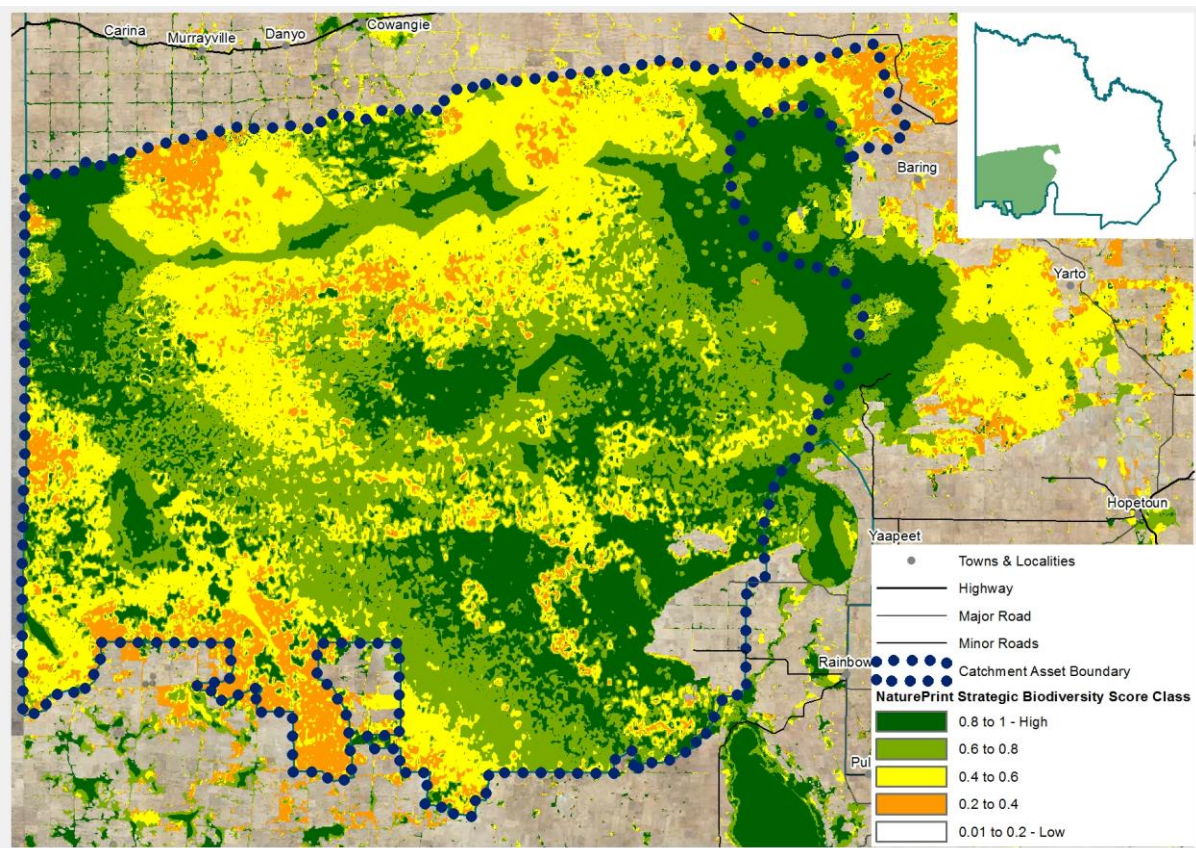 Carina
Murrayville
Danyo
Cowangie
Baring
Yarto
Hopetoun
Yaapeet
Rainbow
Pul
Towns & Localities
Highway
Major Road
Minor Roads
Catchment Asset Boundary
NaturePrint Strategic Biodiversity Score Class
0.8 to 1 - High
0.6 to 0.8
0.4 to 0.6
0.2 to 0.4
0.01 to 0.2 - Low